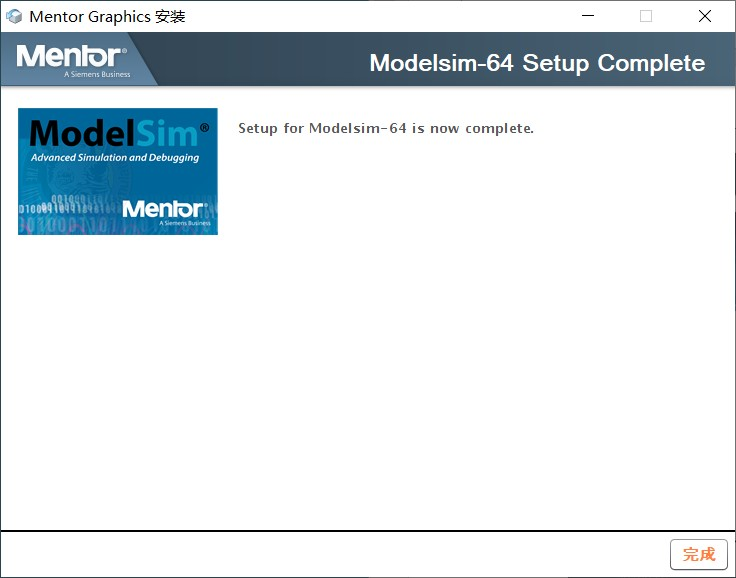 Mentor Graphics 安装
Mentor®
A Siemens Business
Modelsim-64 Setup Complete
ModelSim®
Advanced Simulation and Debugging
Mentor®
A Siemens Business
Setup for Modelsim-64 is now complete.
完成